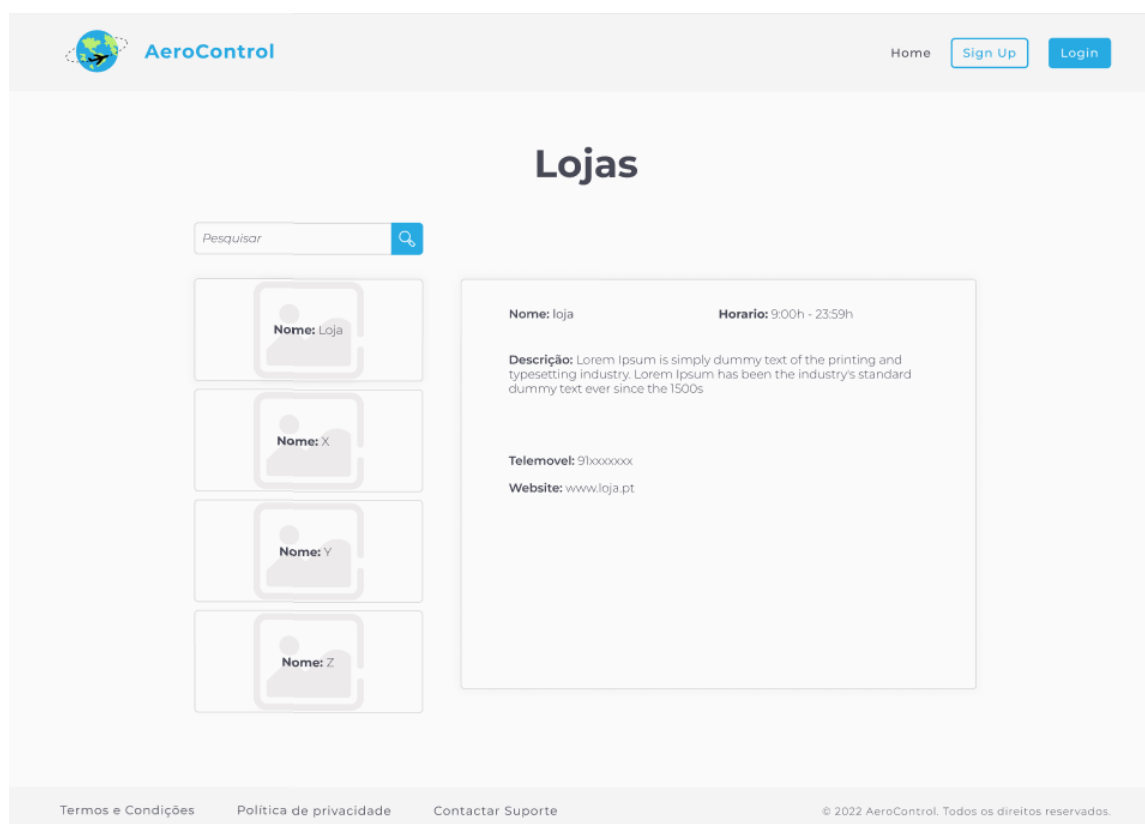 AeroControl
Home
Sign Up
Login
Lojas
Pesquisar
Nome: Loja
Nome: X
Nome: Y
Nome: Z
Nome: loja
Horario: 9:00h - 23:59h
Descrição: Lorem Ipsum is simply dummy text of the printing and
typesetting industry. Lorem Ipsum has been the industry's standard
dummy text ever since the 1500s
Telemovel: 91xxxxxxx
Website: www.loja.pt
Termos e Condições
Política de privacidade
Contactar Suporte
© 2022 AeroControl. Todos os direitos reservados.